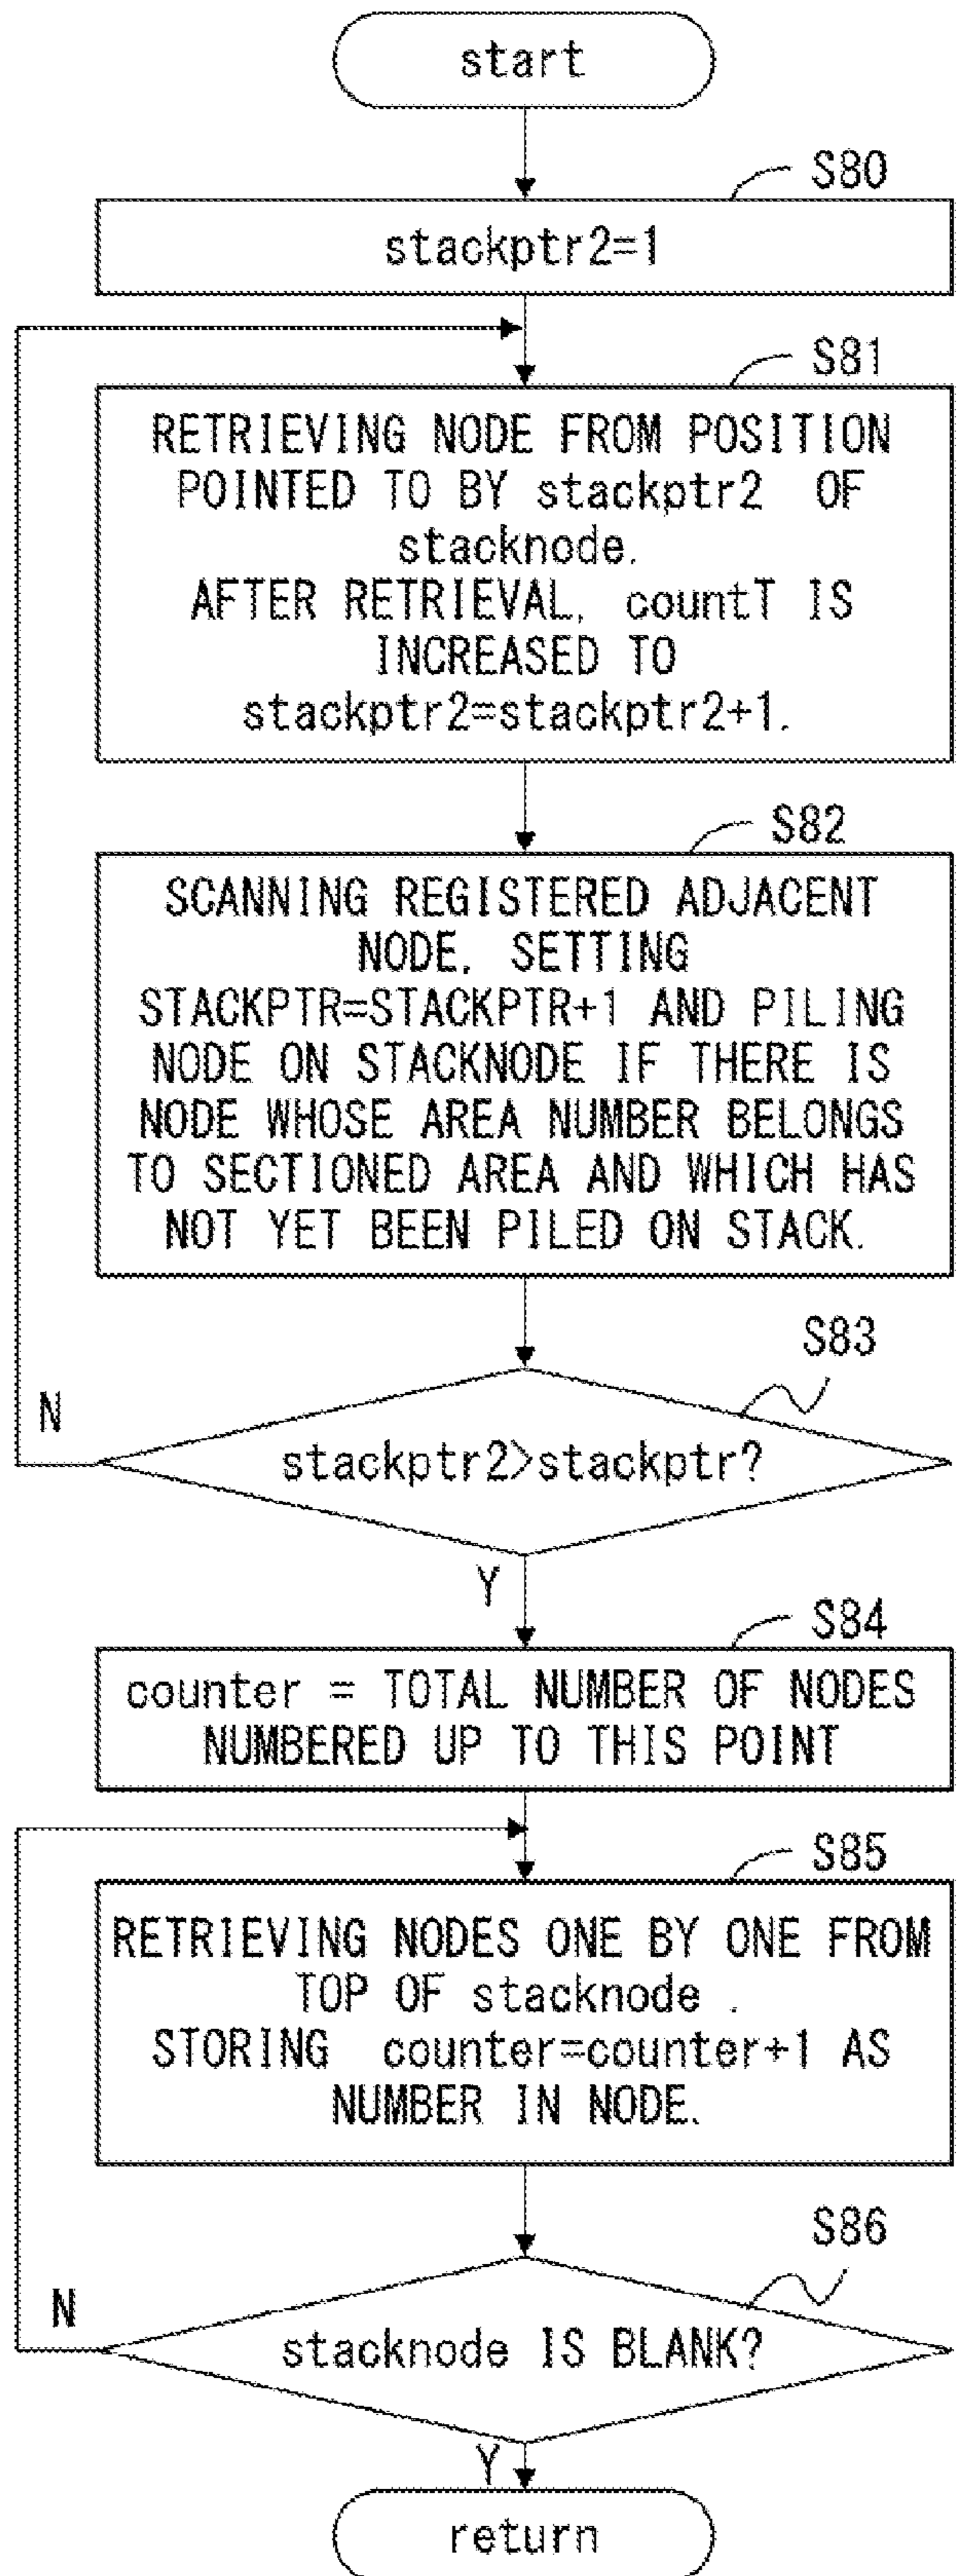 start
S80
stackptr2=1
S81
RETRIEVING NODE FROM POSITION
POINTED TO BY stackptr2 OF
stacknode.
AFTER RETRIEVAL, countT IS
INCREASED TO
stackptr2=stackptr2+1.
S82
SCANNING REGISTERED ADJACENT
NODE, SETTING
STACKPTR=STACKPTR+1 AND PILING
NODE ON STACKNODE IF THERE IS
NODE WHOSE AREA NUMBER BELONGS
TO SECTIONED AREA AND WHICH HAS
NOT YET BEEN PILED ON STACK.
S83
N
stackptr2>stackptr?
Y
S84
counter = TOTAL NUMBER OF NODES
NUMBERED UP TO THIS POINT
S85
RETRIEVING NODES ONE BY ONE FROM
TOP OF stacknode .
STORING counter=counter+1 AS
NUMBER IN NODE.
S86
N
stacknode IS BLANK?
Y
return